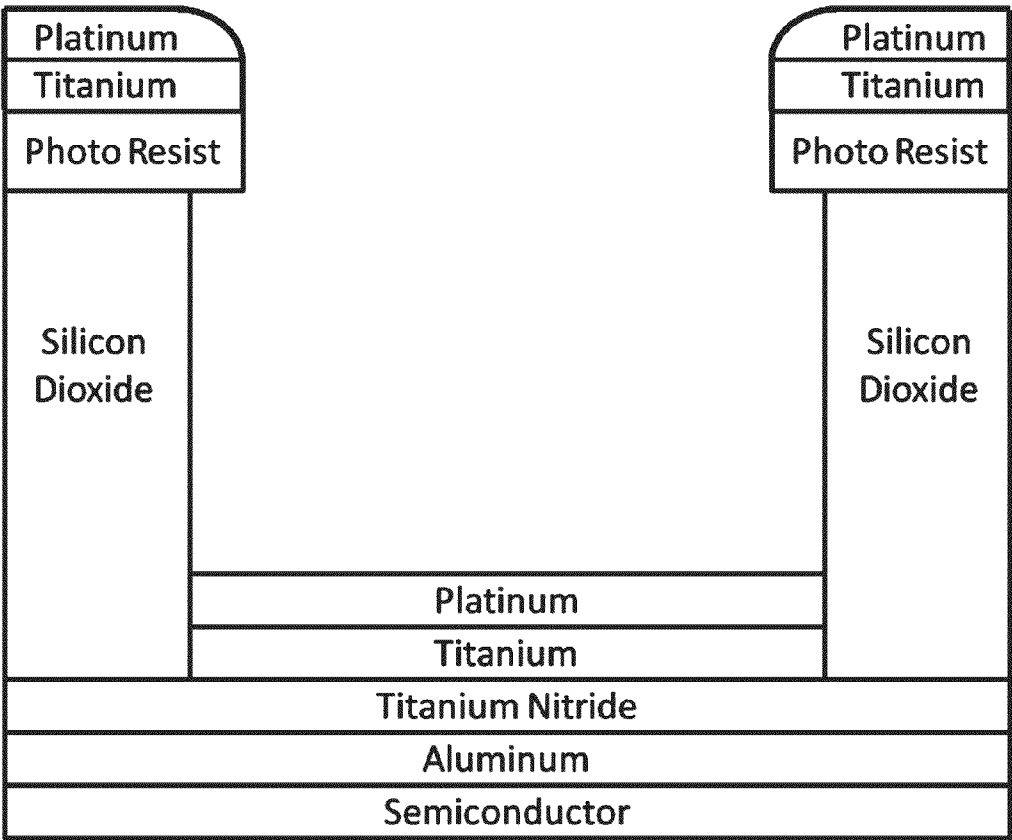 Platinum
Platinum
Titanium
Titanium
Photo Resist
Photo Resist
Silicon
Dioxide
Silicon
Dioxide
Platinum
Titanium
Titanium Nitride
Aluminum
Semiconductor